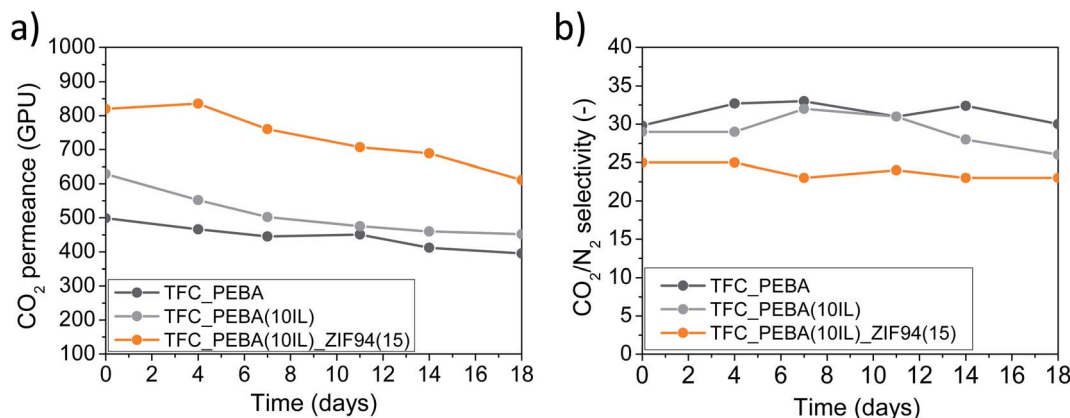 a)
1000
900
800
700
600
500
400
300
200
100
CO2 permeance (GPU)
TFC_PEBA
TFC_PEBA(10IL)
TFC_PEBA(10IL)_ZIF94(15)
0 2 4 6 8 10 12 14 16 18
Time (days)
b)
40
35
30
25
20
15
10
5
0
CO2/N2 selectivity (-)
TFC_PEBA
TFC_PEBA(10IL)
TFC_PEBA(10IL)_ZIF94(15)
0 2 4 6 8 10 12 14 16 18
Time (days)